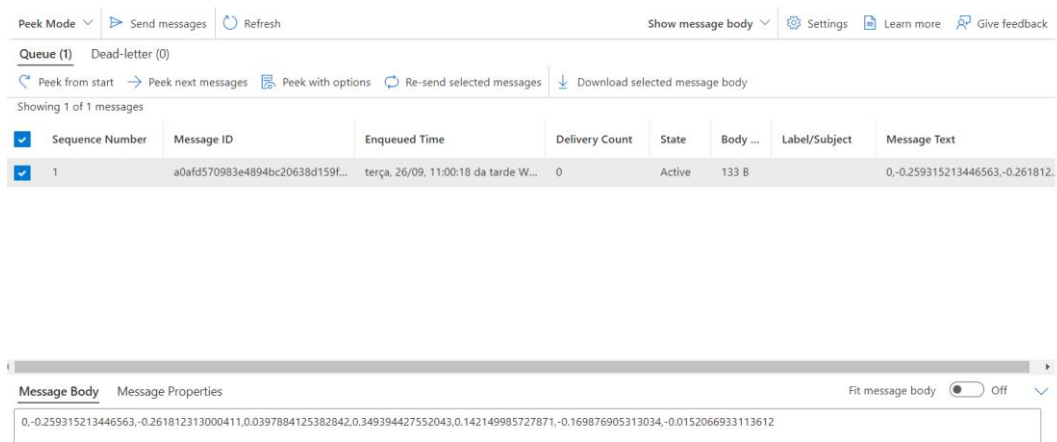 Peek Mode Send messages Refresh Show message body Settings Learn more Give feedback
Queue (1) Dead-letter (0)
Peek from start Peek next messages Peek with options Re-send selected messages Download selected message body
Showing 1 of 1 messages
Sequence Number Message ID Enqueued Time Delivery Count State Body ... Label/Subject Message Text
1 a0afd570983e4894bc20638d159f... terça, 26/09, 11:00:18 da tarde W... 0 Active 133 B 0,-0.259315213446563,-0.261812...
Message Body Message Properties Fit message body Off
0,-0.259315213446563,-0.261812313000411,0.0397884125382842,0.349394427552043,0.142149985727871,-0.169876905313034,-0.0152066933113612